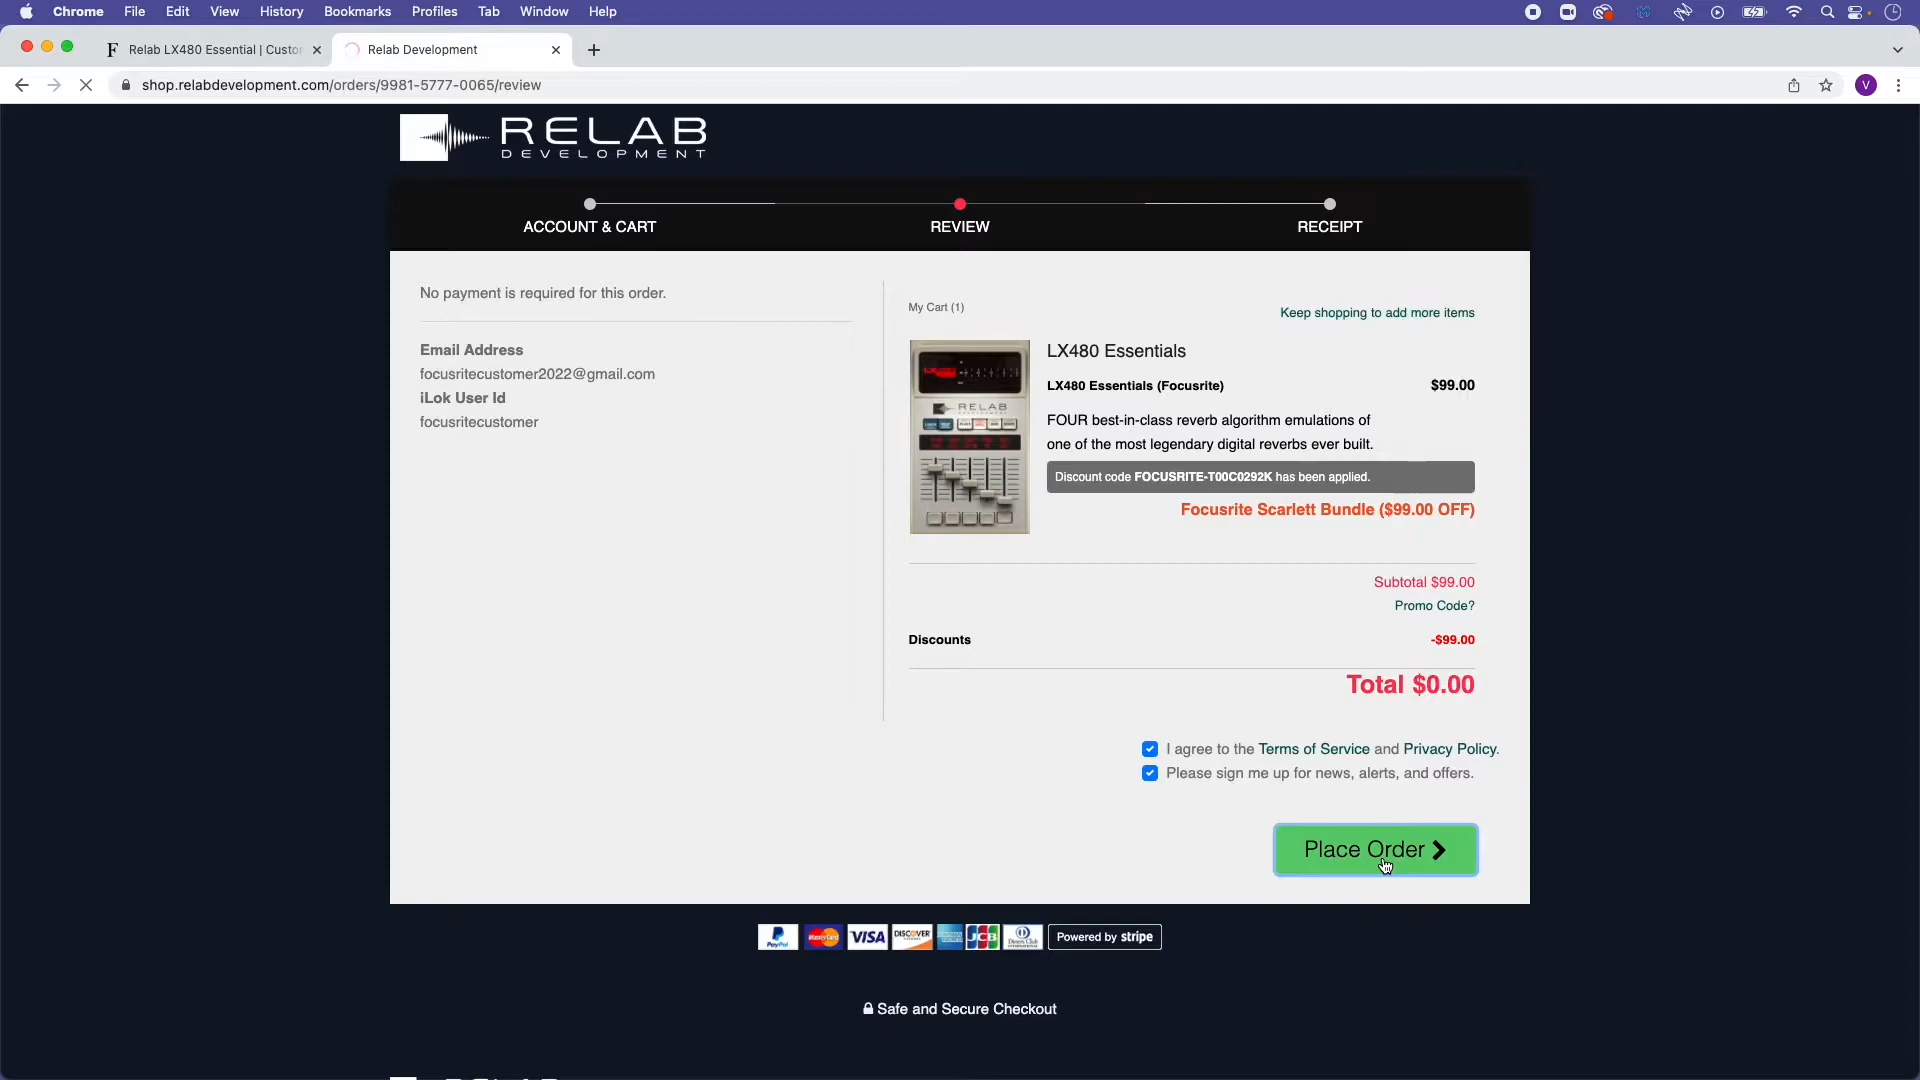 Chrome File Edit View History Bookmarks Profiles Tab Window Help
Relab LX480 Essential | Custor
Relab Development
shop.relabdevelopment.com/orders/9981-5777-0065/review
V
RELAB
DEVELOPMENT
ACCOUNT & CART
REVIEW
RECEIPT
No payment is required for this order.
Email Address
focusritecustomer2022@gmail.com
iLok User Id
focusritecustomer
My Cart (1)
Keep shopping to add more items
RELAB
LX480 Essentials
LX480 Essentials (Focusrite) $99.00
FOUR best-in-class reverb algorithm emulations of
one of the most legendary digital reverbs ever built.
Discount code FOCUSRITE-T00C0292K has been applied.
Focusrite Scarlett Bundle ($99.00 OFF)
Subtotal $99.00
Promo Code?
Discounts -$99.00
Total $0.00
I agree to the Terms of Service and Privacy Policy.
Please sign me up for news, alerts, and offers.
Place Order
PayPal MasterCard VISA DISCOVER JCB Diners Club Powered by stripe
Safe and Secure Checkout